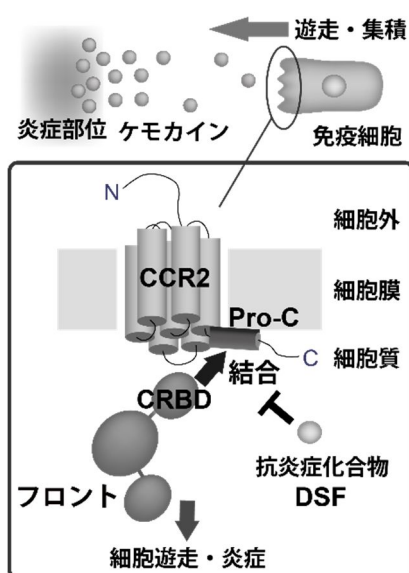 遊走・集積
炎症部位
ケモカイン
免疫細胞
N
細胞外
CCR2
細胞膜
Pro-C
C
細胞質
結合
CRBD
抗炎症化合物
DSF
フロント
細胞遊走・炎症